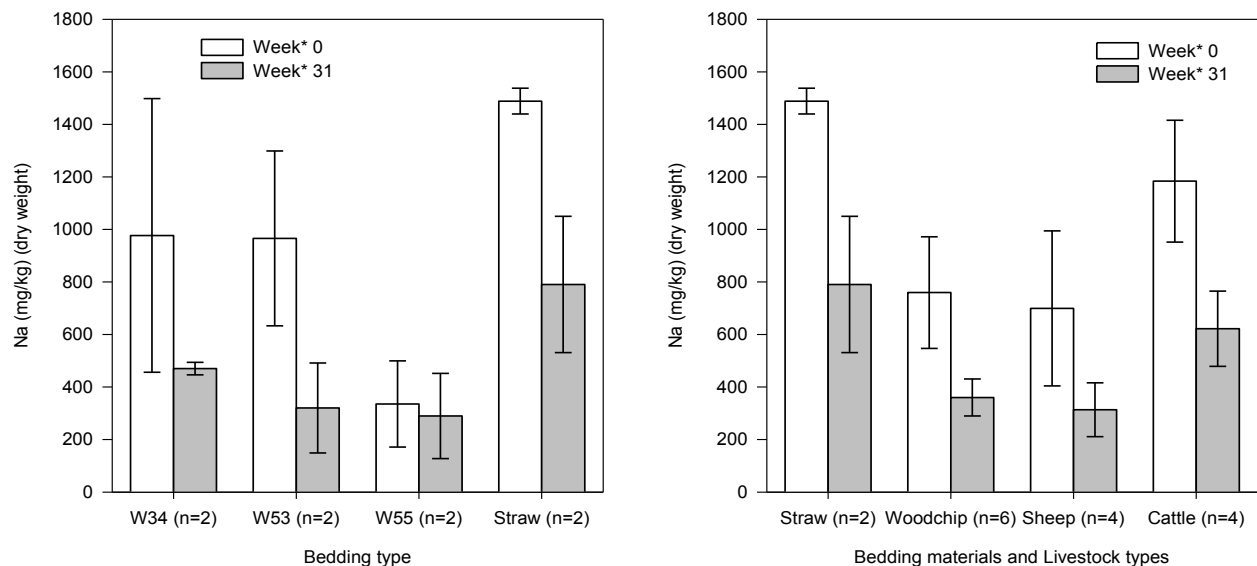 1800
1600
1400
1200
1000
800
600
400
200
0
Na (mg/kg) (dry weight)
Week* 0
Week* 31
W34 (n=2) W53 (n=2) W55 (n=2) Straw (n=2)
Bedding type
1800
1600
1400
1200
1000
800
600
400
200
0
Na (mg/kg) (dry weight)
Week* 0
Week* 31
Straw (n=2) Woodchip (n=6) Sheep (n=4) Cattle (n=4)
Bedding materials and Livestock types